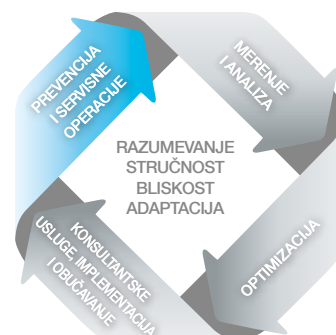 PREVENCIJA
I SERVISNE
OPERACIJE
MERENJE
I ANALIZA
RAZUMEVANJE
STRUČNOST
BLISKOST
ADAPTACIJA
OPTIMIZACIJA
KONSULTANTSKE
USLUGE, IMPLEMENTACIJA
I OBUČAVANJE